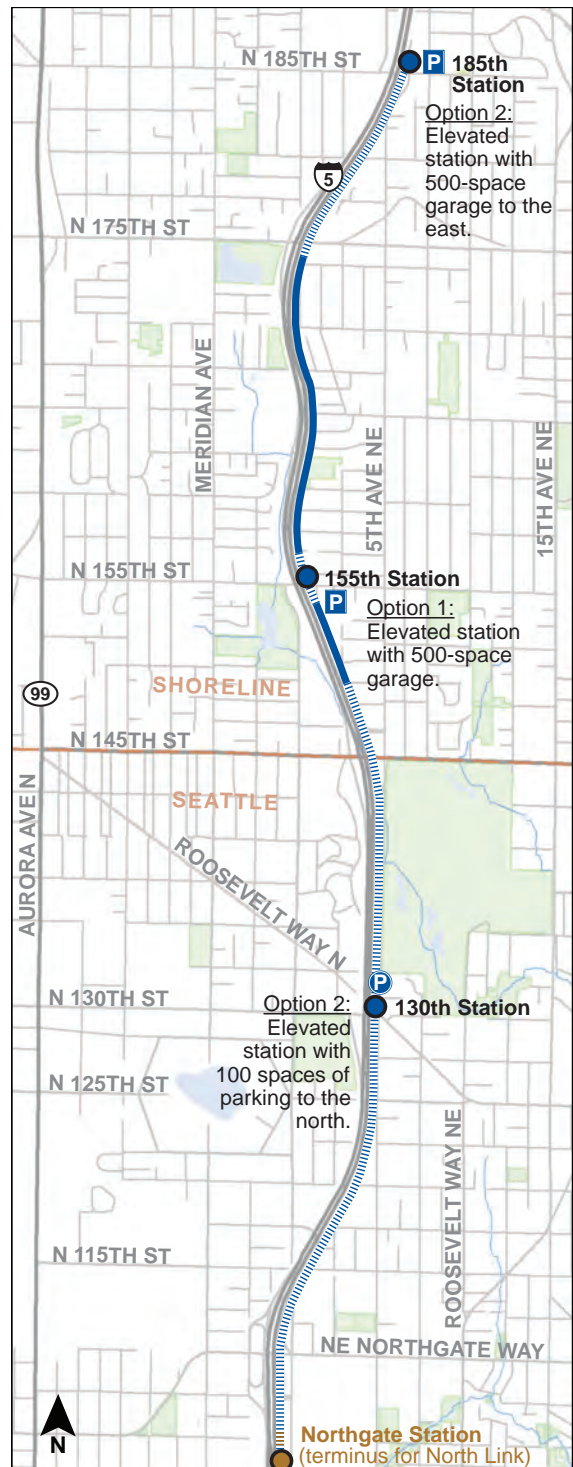 N 185TH ST
P
185th
Station
Option 2:
Elevated
station with
500-space
garage to the
east.
5
N 175TH ST
MERIDIAN AVE
5TH AVE NE
15TH AVE NE
N 155TH ST
155th Station
P
Option 1:
Elevated station
with 500-space
garage.
SHORELINE
99
N 145TH ST
SEATTLE
AURORA AVE N
ROOSEVELT WAY N
P
N 130TH ST
130th Station
Option 2:
Elevated
station with
100 spaces of
parking to the
north.
N 125TH ST
ROOSEVELT WAY NE
N 115TH ST
NE NORTHGATE WAY
N
Northgate Station
(terminus for North Link)